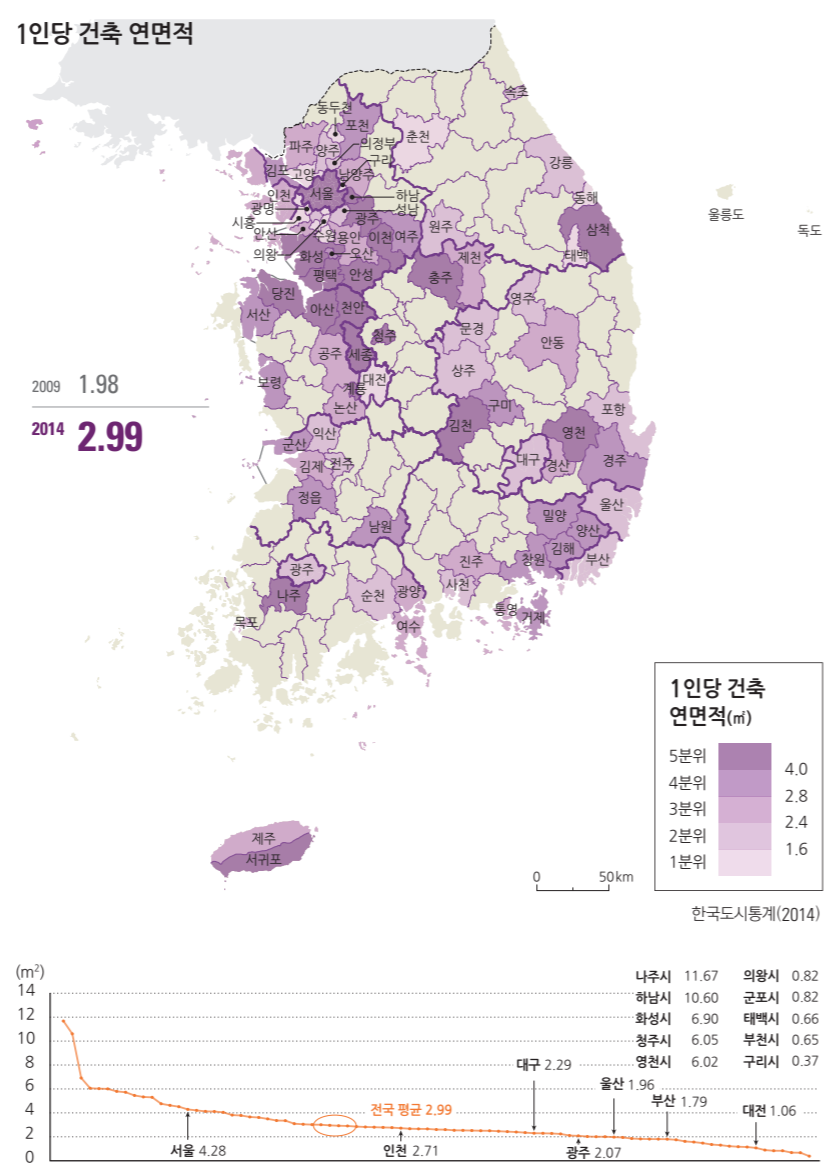 1인당 건축 연면적
속초
동두천
포천
춘천
파주
양주
의정부
구리
강릉
김포
고양
남양주
인천
서울
하남
동해
광명
성남
울릉도
시흥
광주
원주
삼척
독도
안산
수원
용인
이천
여주
의왕
화성
오산
제천
태백
평택
안성
충주
당진
아산
천안
영주
서산
청주
문경
공주
세종
안동
대전
상주
2009 1.98
보령
계룡
논산
구미
포항
2014 2.99
군산
익산
김천
영천
김제
전주
대구
경산
경주
정읍
울산
남원
밀양
양산
광주
진주
창원
김해
부산
나주
순천
광양
사천
목포
여수
통영
거제
1인당 건축
연면적(㎡)
5분위
4.0
4분위
2.8
3분위
2.4
2분위
1.6
1분위
제주
서귀포
0 50km
한국도시통계(2014)
(m²)
나주시 11.67 의왕시 0.82
하남시 10.60 군포시 0.82
화성시 6.90 태백시 0.66
청주시 6.05 부천시 0.65
영천시 6.02 구리시 0.37
14
12
10
8
6
4
2
0
대구 2.29
울산 1.96
부산 1.79
대전 1.06
전국 평균 2.99
서울 4.28
인천 2.71
광주 2.07